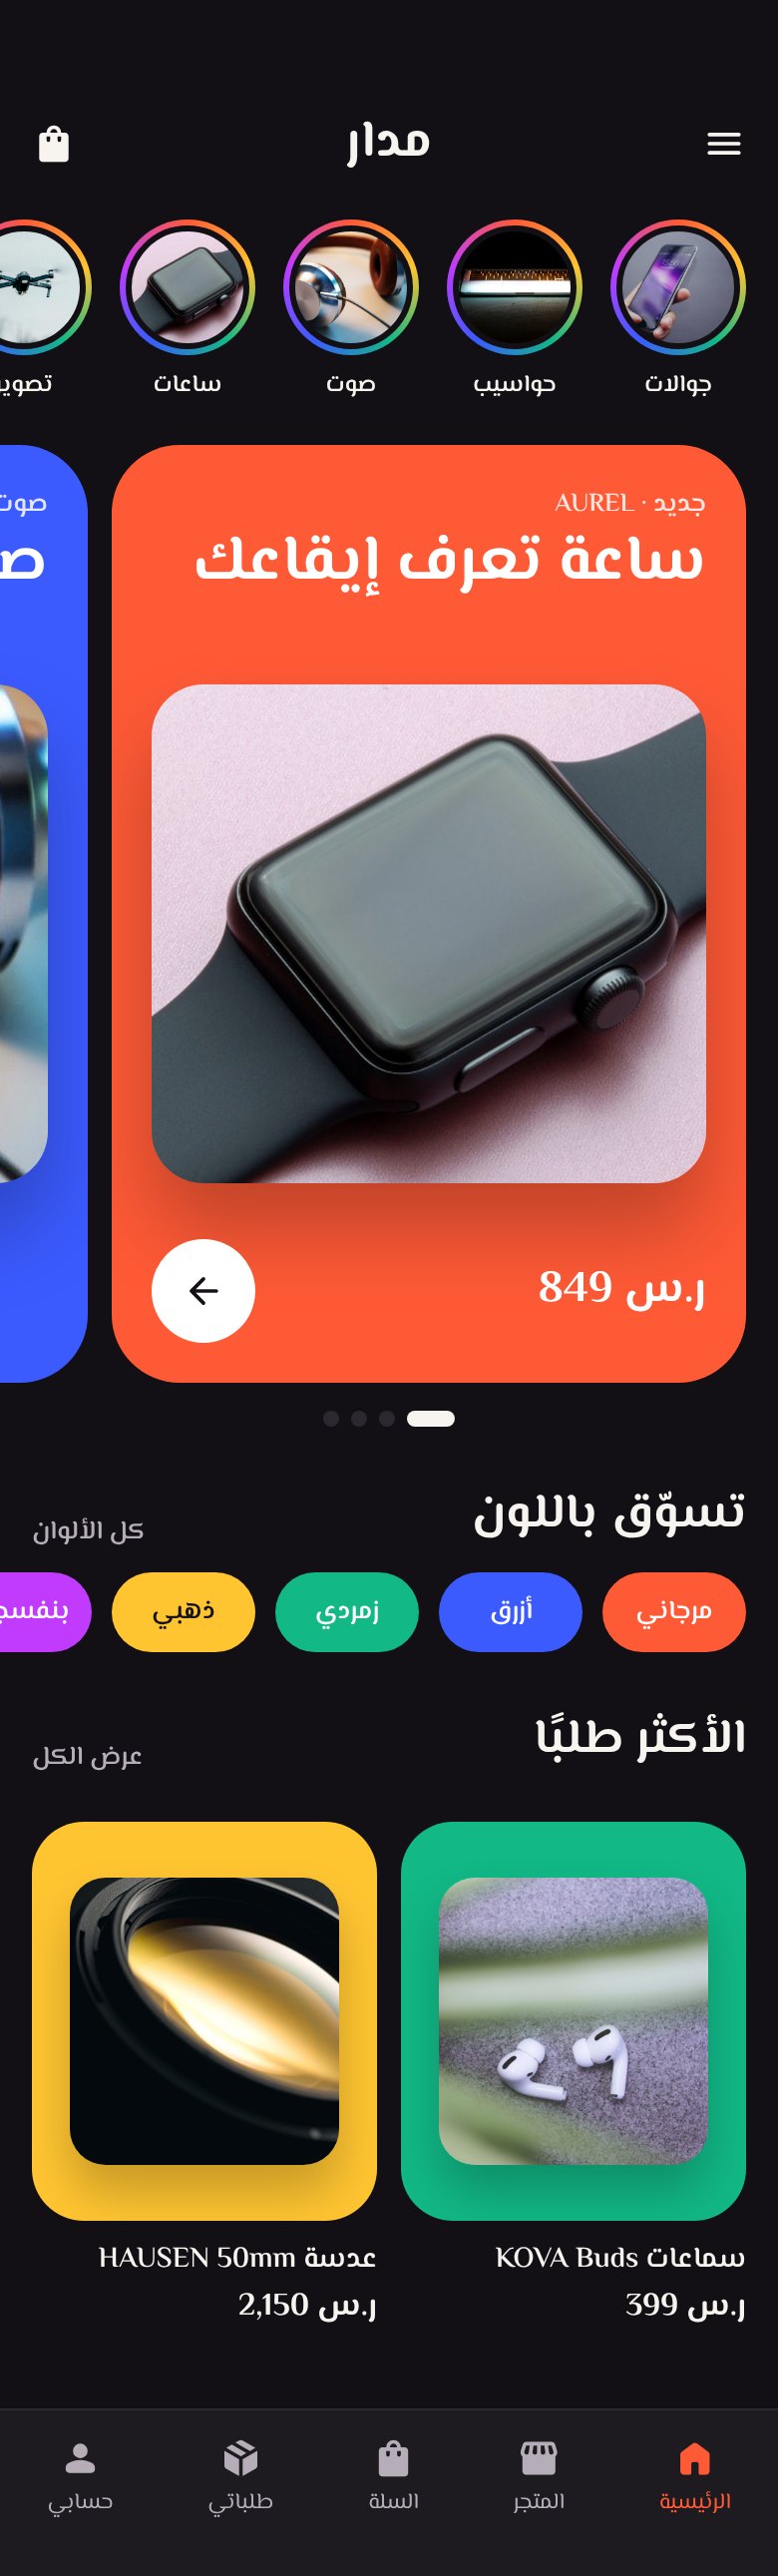 مدار
جوالات
حواسيب
صوت
ساعات
جديد · AUREL
ساعة تعرف إيقاعك
849 ر.س
تسوّق باللون
كل الألوان
مرجاني
أزرق
زمردي
ذهبي
الأكثر طلبًا
عرض الكل
سماعات KOVA Buds
399 ر.س
عدسة HAUSEN 50mm
2,150 ر.س
الرئيسية
المتجر
السلة
طلباتي
حسابي